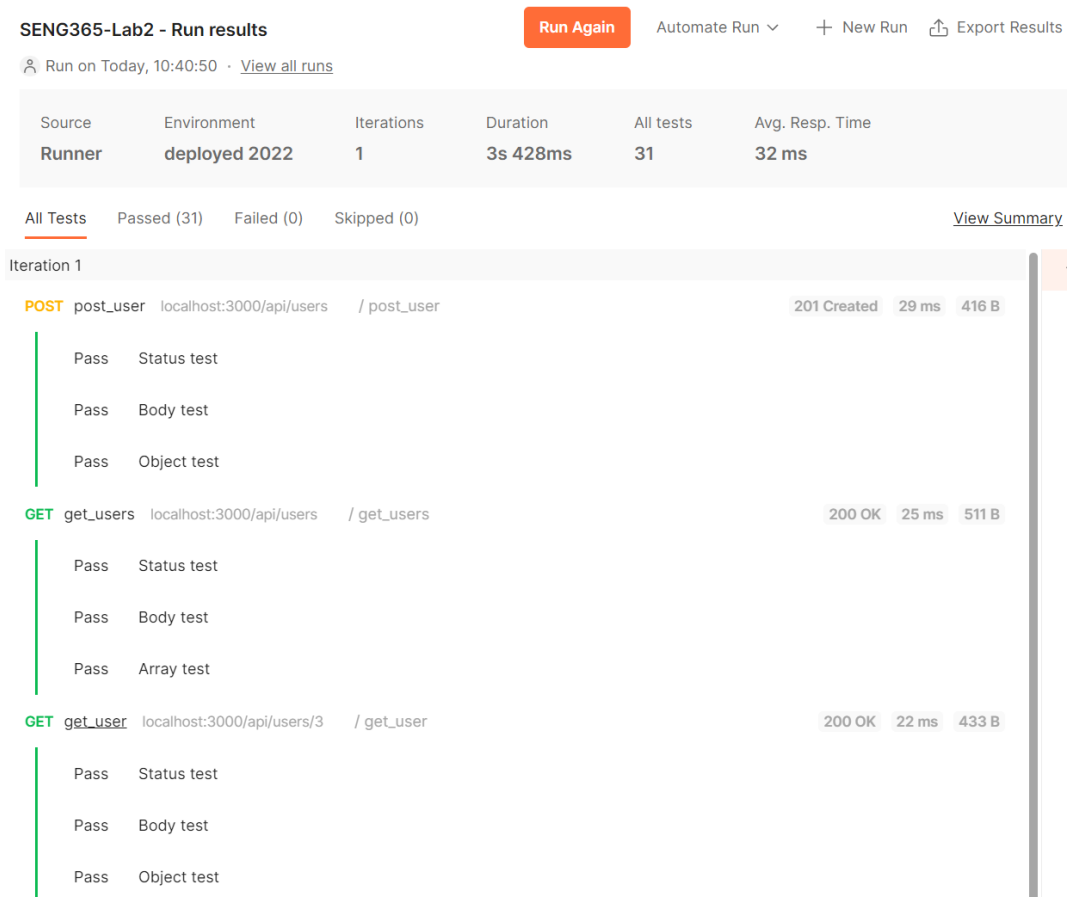 SENG365-Lab2 - Run results
Run Again
Automate Run
New Run
Export Results
Run on Today, 10:40:50 · View all runs
Source Environment Iterations Duration All tests Avg. Resp. Time
Runner deployed 2022 1 3s 428ms 31 32 ms
All Tests Passed (31) Failed (0) Skipped (0) View Summary
Iteration 1
POST post_user localhost:3000/api/users / post_user 201 Created 29 ms 416 B
Pass Status test
Pass Body test
Pass Object test
GET get_users localhost:3000/api/users / get_users 200 OK 25 ms 511 B
Pass Status test
Pass Body test
Pass Array test
GET get_user localhost:3000/api/users/3 / get_user 200 OK 22 ms 433 B
Pass Status test
Pass Body test
Pass Object test